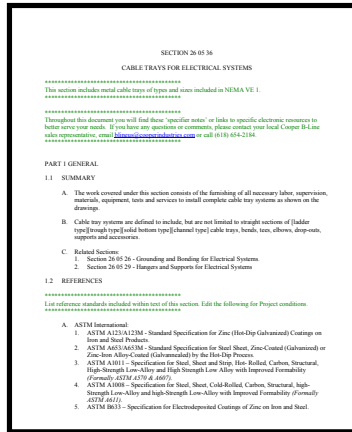 SECTION 26 05 36
CABLE TRAYS FOR ELECTRICAL SYSTEMS
******************************************
This section includes metal cable trays of types and sizes included in NEMA VE 1.
******************************************
******************************************
Throughout this document you will find these 'specifier notes' or links to specific electronic resources to
better serve your needs. If you have any questions or comments, please contact your local Cooper B-Line
sales representative, email blineus@cooperindustries.com or call (618) 654-2184.
******************************************
PART 1 GENERAL
1.1 SUMMARY
A. The work covered under this section consists of the furnishing of all necessary labor, supervision,
materials, equipment, tests and services to install complete cable tray systems as shown on the
drawings.
B. Cable tray systems are defined to include, but are not limited to straight sections of [ladder
type][trough type][solid bottom type][channel type] cable trays, bends, tees, elbows, drop-outs,
supports and accessories.
C. Related Sections:
1. Section 26 05 26 - Grounding and Bonding for Electrical Systems.
2. Section 26 05 29 - Hangers and Supports for Electrical Systems
1.2 REFERENCES
******************************************
List reference standards included within text of this section. Edit the following for Project conditions.
******************************************
A. ASTM International:
1. ASTM A123/A123M - Standard Specification for Zinc (Hot-Dip Galvanized) Coatings on
Iron and Steel Products.
2. ASTM A653/A653M - Standard Specification for Steel Sheet, Zinc-Coated (Galvanized) or
Zinc-Iron Alloy-Coated (Galvannealed) by the Hot-Dip Process.
3. ASTM A1011 – Specification for Steel, Sheet and Strip, Hot- Rolled, Carbon, Structural,
High-Strength Low-Alloy and High Strength Low Alloy with Improved Formability
(Formally ASTM A570 & A607).
4. ASTM A1008 – Specification for Steel, Sheet, Cold-Rolled, Carbon, Structural, high-
Strength Low-Alloy and high-Strength Low-Alloy with Improved Formability (Formally
ASTM A611).
5. ASTM B633 – Specification for Electrodeposited Coatings of Zinc on Iron and Steel.